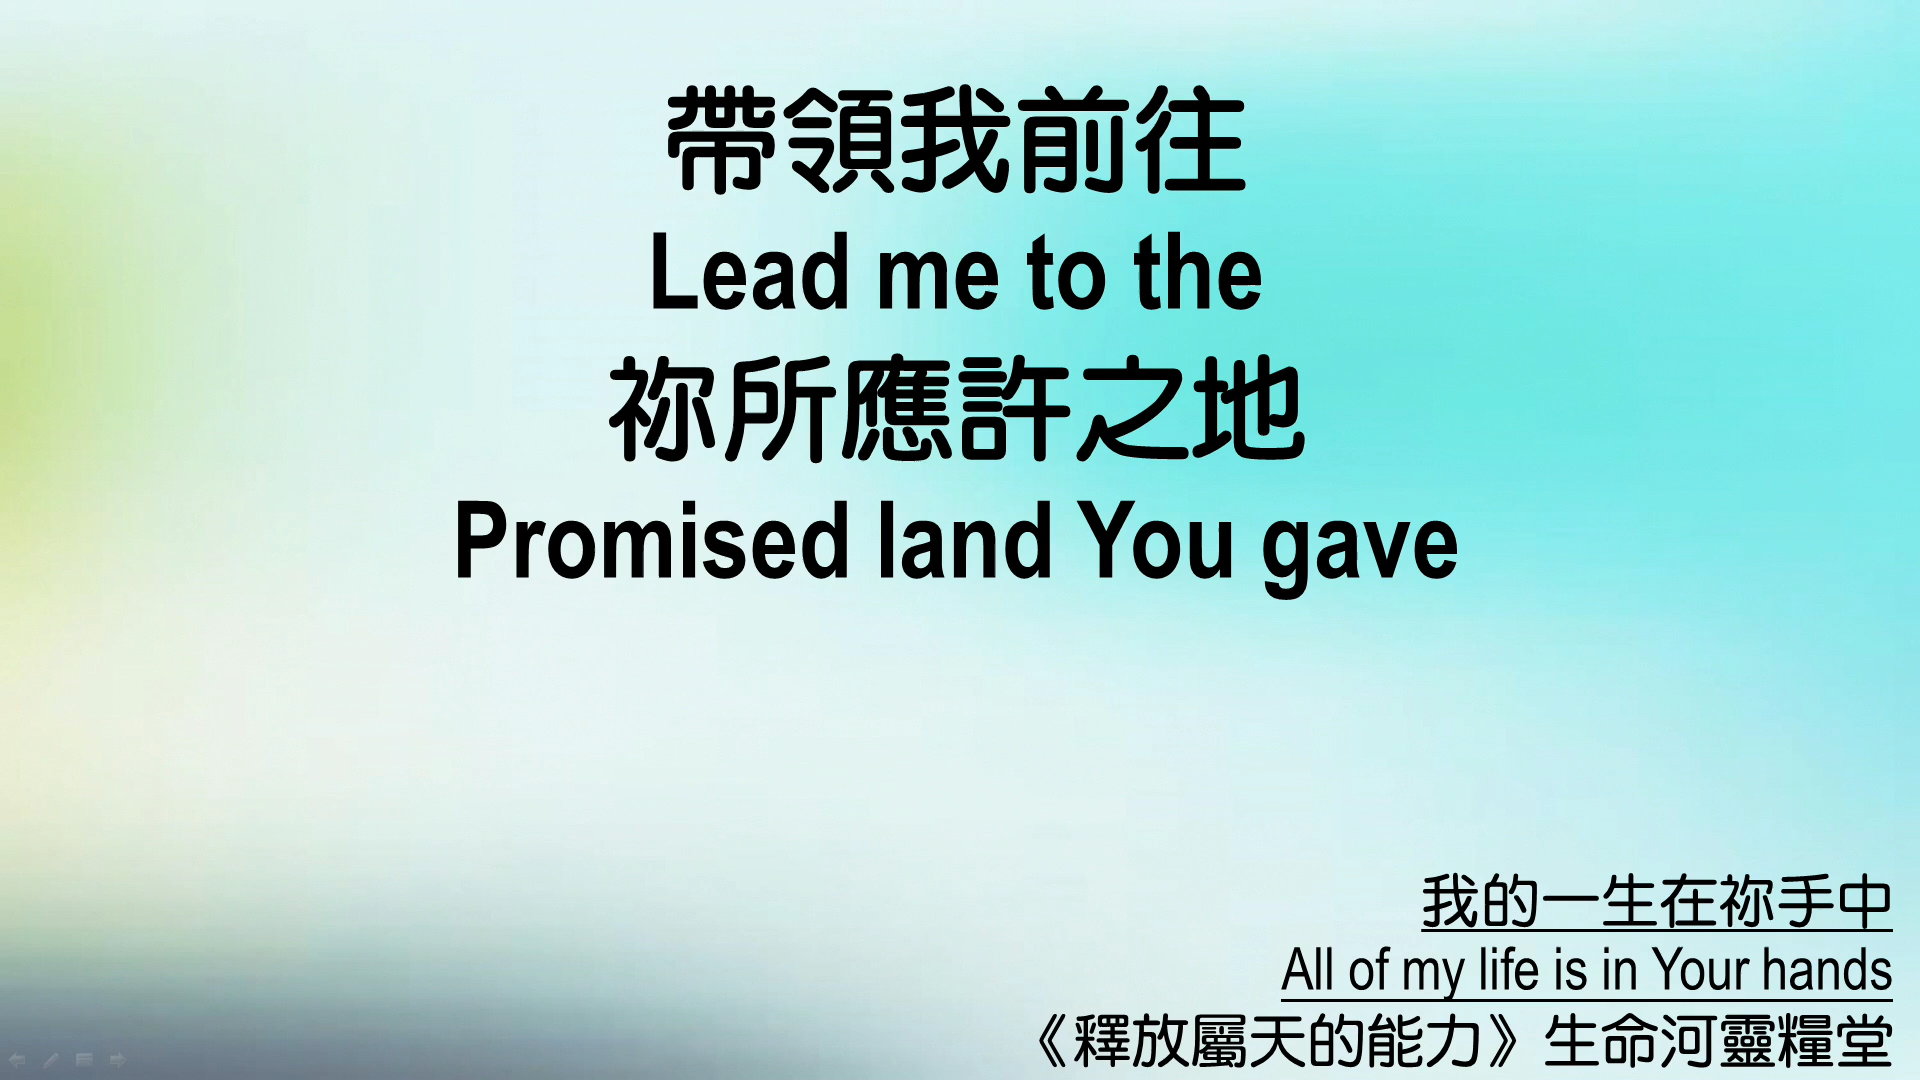 帶領我前往
Lead me to the
祢所應許之地
Promised land You gave
我的一生在祢手中
All of my life is in Your hands
《釋放屬天的能力》生命河靈糧堂